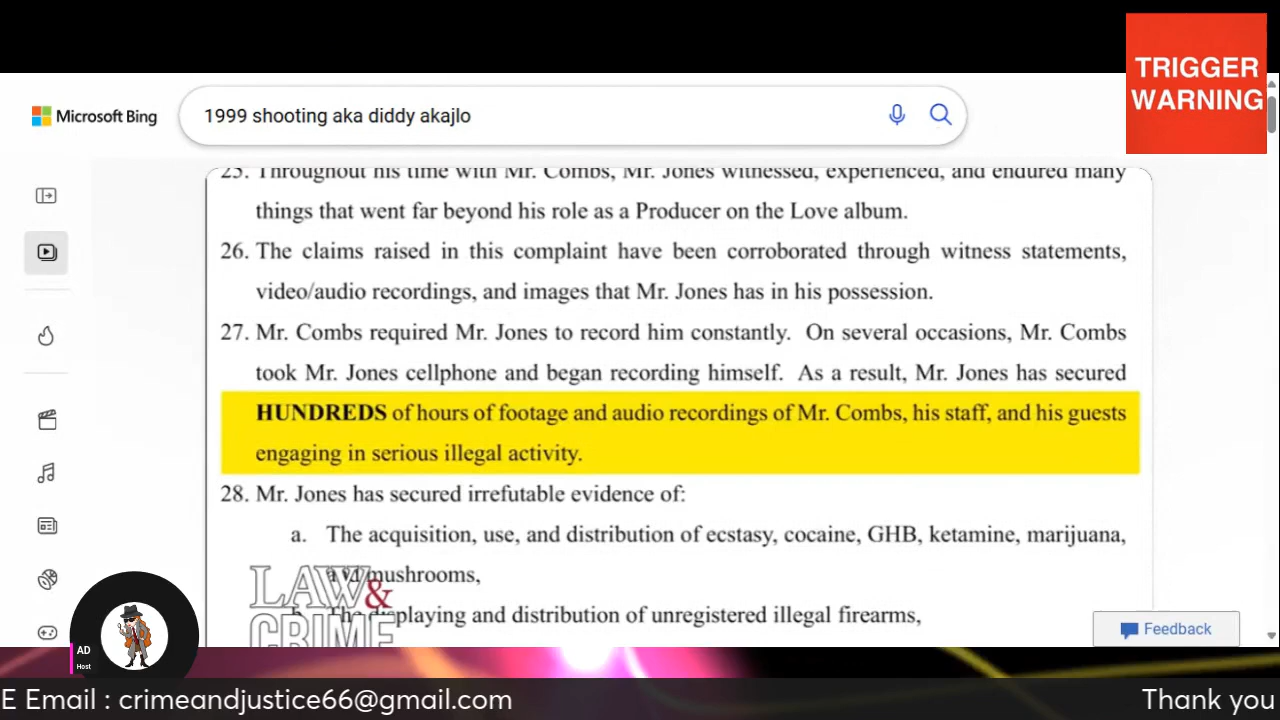 TRIGGER
WARNING
Microsoft Bing
1999 shooting aka diddy akajlo
25. Throughout his time with Mr. Combs, Mr. Jones witnessed, experienced, and endured many
things that went far beyond his role as a Producer on the Love album.
26. The claims raised in this complaint have been corroborated through witness statements,
video/audio recordings, and images that Mr. Jones has in his possession.
27. Mr. Combs required Mr. Jones to record him constantly. On several occasions, Mr. Combs
took Mr. Jones cellphone and began recording himself. As a result, Mr. Jones has secured
HUNDREDS of hours of footage and audio recordings of Mr. Combs, his staff, and his guests
engaging in serious illegal activity.
28. Mr. Jones has secured irrefutable evidence of:
a. The acquisition, use, and distribution of ecstasy, cocaine, GHB, ketamine, marijuana,
mushrooms,
displaying and distribution of unregistered illegal firearms,
LAW&
CRIME
Feedback
AD
Host
E Email : crimeandjustice66@gmail.com
Thank you